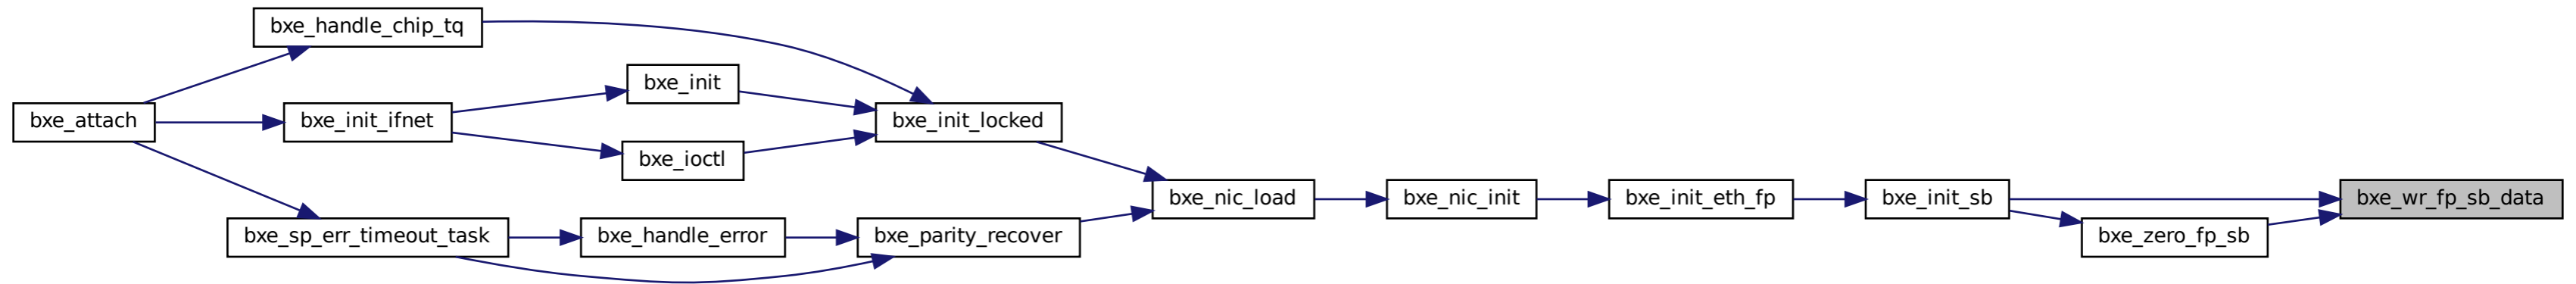 bxe_handle_chip_tq
bxe_init
bxe_attach
bxe_init_ifnet
bxe_init_locked
bxe_ioctl
bxe_nic_load
bxe_nic_init
bxe_init_eth_fp
bxe_init_sb
bxe_wr_fp_sb_data
bxe_sp_err_timeout_task
bxe_handle_error
bxe_parity_recover
bxe_zero_fp_sb